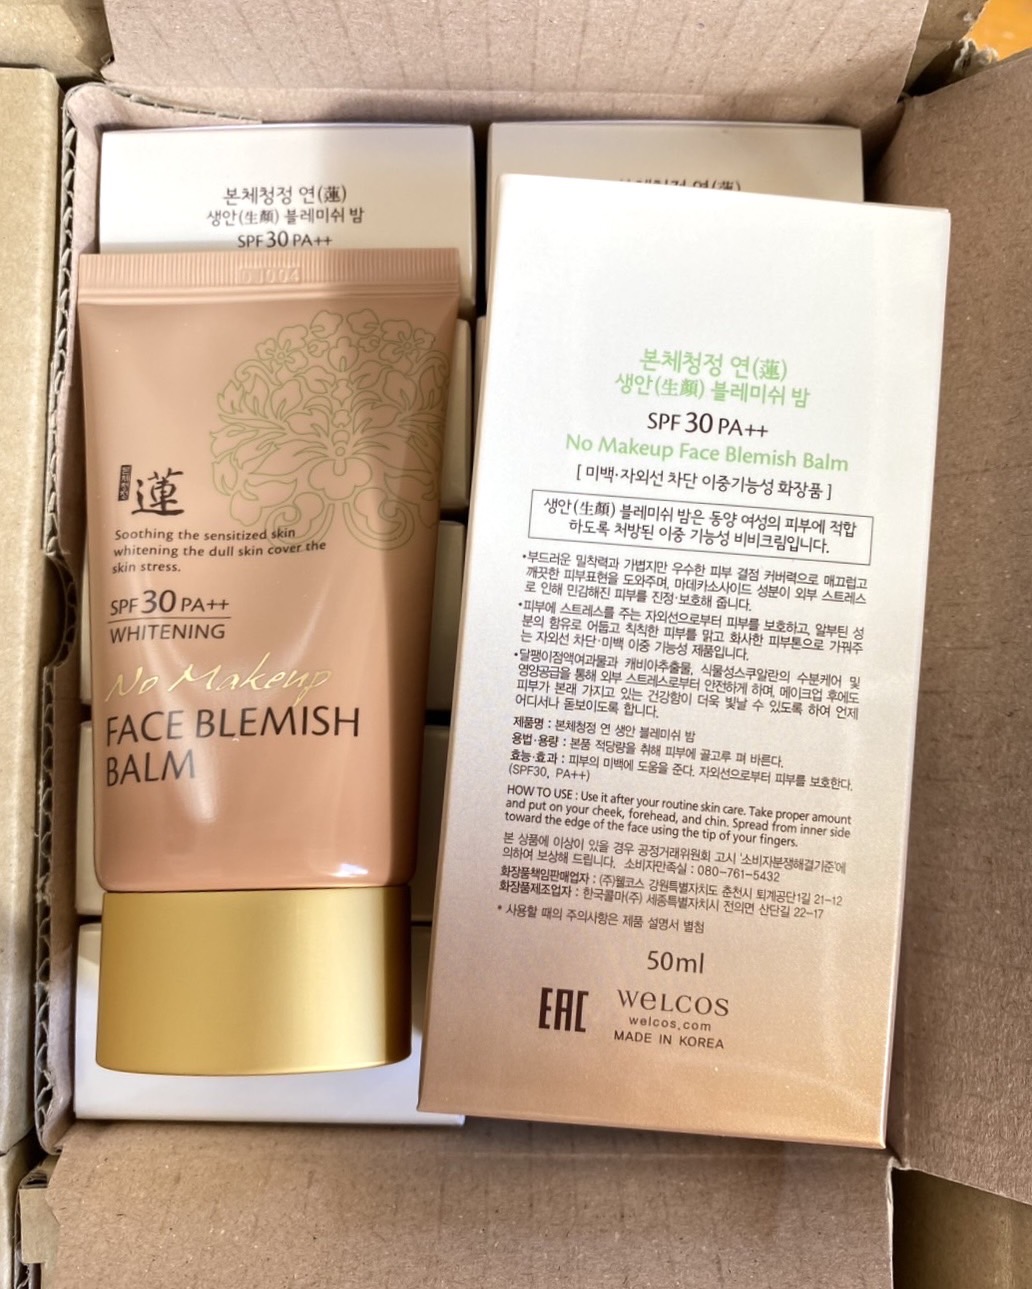 본체청정 연(蓮)
생안(生顏) 블레미쉬 밤
SPF 30 PA++
蓮
Soothing the sensitized skin
whitening the dull skin cover the
skin stress.
SPF 30 PA++
WHITENING
No Makeup
FACE BLEMISH
BALM
본체청정 연(蓮)
본체청정 연(蓮)
생안(生顏) 블레미쉬 밤
SPF 30 PA++
No Makeup Face Blemish Balm
[ 미백·자외선 차단 이중기능성 화장품 ]
생안(生顏) 블레미쉬 밤은 동양 여성의 피부에 적합
하도록 처방된 이중 기능성 비비크림입니다.
•부드러운 밀착력과 가볍지만 우수한 피부 결점 커버력으로 매끄럽고
깨끗한 피부표현을 도와주며, 마데카소사이드 성분이 외부 스트레스
로 인해 민감해진 피부를 진정·보호해 줍니다.
•피부에 스트레스를 주는 자외선으로부터 피부를 보호하고, 알부틴 성
분의 함유로 어둡고 칙칙한 피부를 맑고 화사한 피부톤으로 가꿔주
는 자외선 차단·미백 이중 기능성 제품입니다.
•달팽이점액여과물과 캐비아추출물, 식물성스쿠알란의 수분케어 및
영양공급을 통해 외부 스트레스로부터 안전하게 하며, 메이크업 후에도
피부가 본래 가지고 있는 건강함이 더욱 빛날 수 있도록 하여 언제
어디서나 돋보이도록 합니다.
제품명 : 본체청정 연 생안 블레미쉬 밤
용법·용량 : 본품 적당량을 취해 피부에 골고루 펴 바른다.
효능·효과 : 피부의 미백에 도움을 준다. 자외선으로부터 피부를 보호한다.
(SPF30, PA++)
HOW TO USE : Use it after your routine skin care. Take proper amount
and put on your cheek, forehead, and chin. Spread from inner side
toward the edge of the face using the tip of your fingers.
본 상품에 이상이 있을 경우 공정거래위원회 고시 '소비자분쟁해결기준'에
의하여 보상해 드립니다. 소비자만족실 : 080-761-5432
화장품책임판매업자 : (주)웰코스 강원특별자치도 춘천시 퇴계공단1길 21-12
화장품제조업자 : 한국콜마(주) 세종특별자치시 전의면 산단길 22-17
* 사용할 때의 주의사항은 제품 설명서 별첨
50ml
EAC
WELCOS
welcos.com
MADE IN KOREA